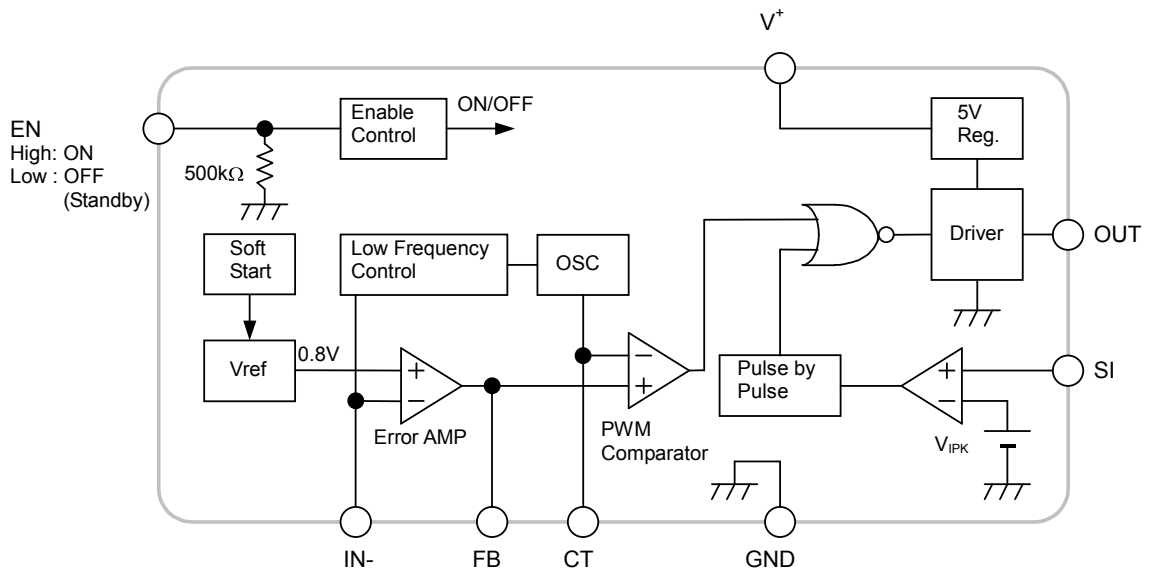 V+
EN
High: ON
Low : OFF
(Standby)
Enable
Control
ON/OFF
5V
Reg.
500kΩ
Soft
Start
Low Frequency
Control
OSC
Driver
OUT
Vref
0.8V
+
−
Error AMP
−
+
PWM
Comparator
Pulse by
Pulse
+
−
SI
VIPK
IN-
FB
CT
GND